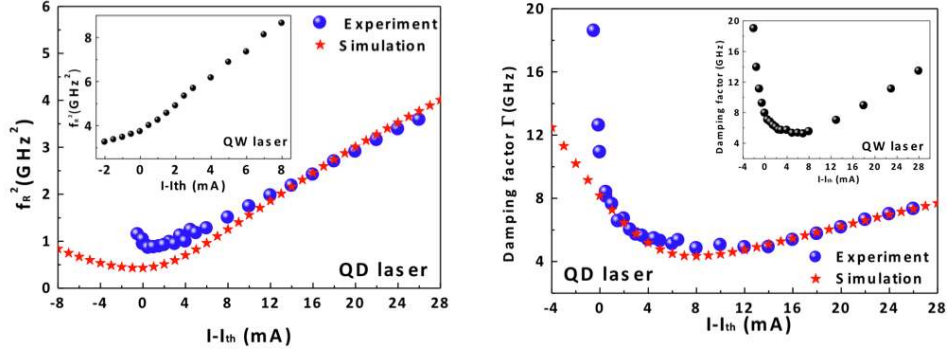 Experiment
Simulation
8
6
4
fR²(GHz²)
-2 0 2 4 6 8
I-Ith (mA)
QW laser
6
5
4
3
2
1
0
fR²(GHz²)
QD laser
-8 -4 0 4 8 12 16 20 24 28
I-Ith (mA)
20
16
12
8
4
Damping factor Γ(GHz)
20
16
12
8
4
0
Damping factor (GHz)
QW laser
-4 0 4 8 12 16 20 24 28
I-Ith (mA)
Experiment
Simulation
QD laser
-4 0 4 8 12 16 20 24 28
I-Ith (mA)